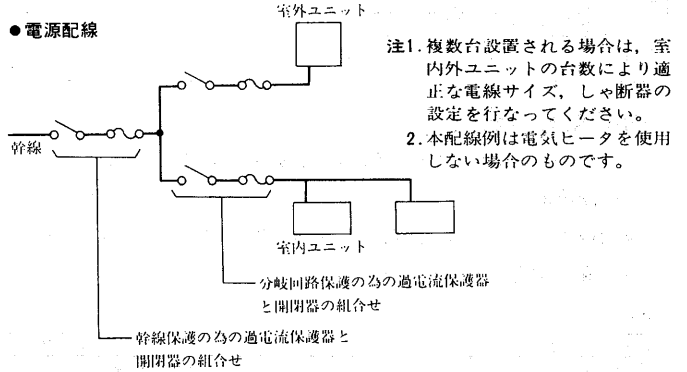 ●電源配線
室外ユニット
幹線
室内ユニット
分岐回路保護の為の過電流保護器
と開閉器の組合せ
幹線保護の為の過電流保護器と
開閉器の組合せ
注1.複数台設置される場合は，室
内外ユニットの台数により適
正な電線サイズ，しゃ断器の
設定を行なってください。
2.本配線例は電気ヒータを使用
しない場合のものです。